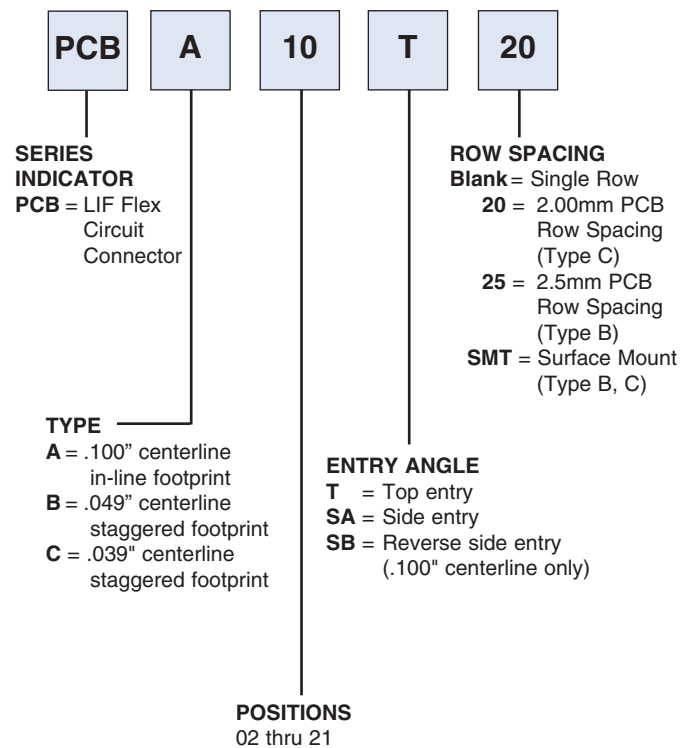 PCB A 10 T 20
SERIES
INDICATOR
PCB = LIF Flex
Circuit
Connector
ROW SPACING
Blank = Single Row
20 = 2.00mm PCB
Row Spacing
(Type C)
25 = 2.5mm PCB
Row Spacing
(Type B)
SMT = Surface Mount
(Type B, C)
TYPE
A = .100” centerline
in-line footprint
B = .049” centerline
staggered footprint
C = .039" centerline
staggered footprint
ENTRY ANGLE
T = Top entry
SA = Side entry
SB = Reverse side entry
(.100" centerline only)
POSITIONS
02 thru 21